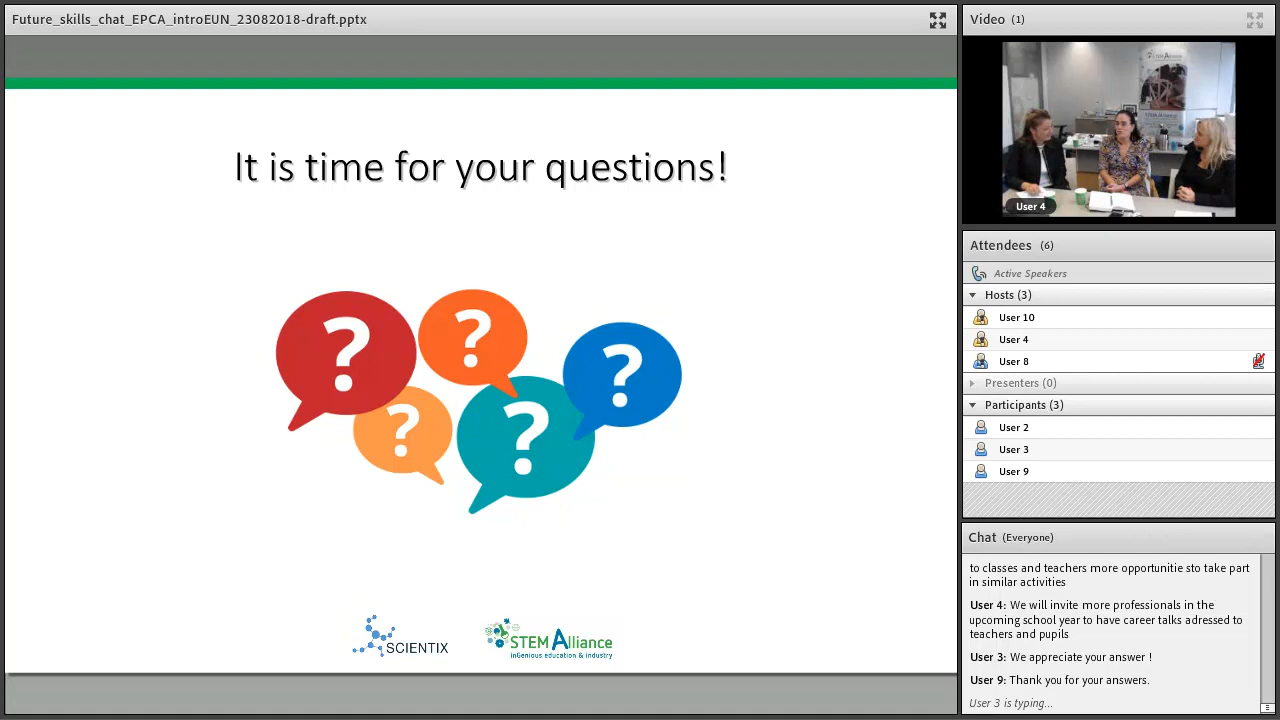 Future_skills_chat_EPCA_introEUN_23082018-draft.pptx
It is time for your questions!
?
?
?
?
?
SCIENTIX
STEM Alliance
inGenious education & industry
Video (1)
STEM Alliance
User 4
Attendees (6)
Active Speakers
Hosts (3)
User 10
User 4
User 8
Presenters (0)
Participants (3)
User 2
User 3
User 9
Chat (Everyone)
to classes and teachers more opportunitie sto take part
in similar activities
User 4: We will invite more professionals in the
upcoming school year to have career talks adressed to
teachers and pupils
User 3: We appreciate your answer !
User 9: Thank you for your answers.
User 3 is typing...